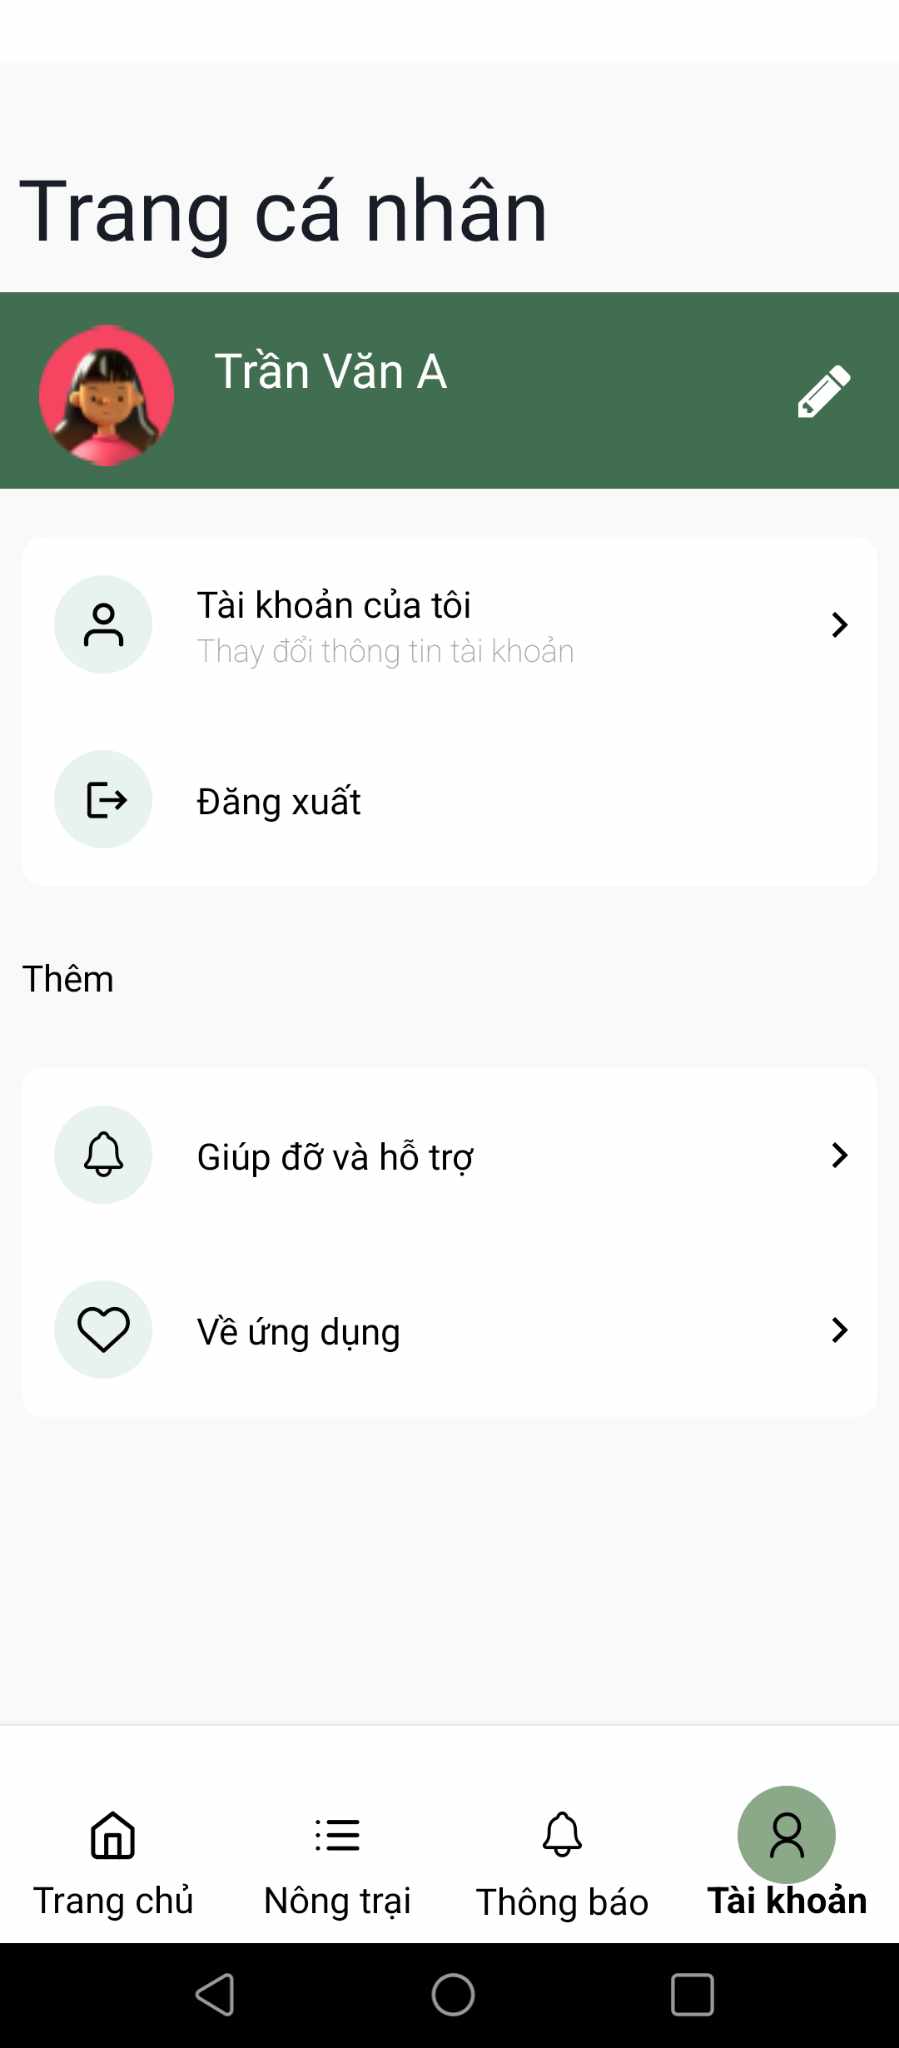 Trang cá nhân
Trần Văn A
Tài khoản của tôi
Thay đổi thông tin tài khoản
Đăng xuất
Thêm
Giúp đỡ và hỗ trợ
Về ứng dụng
Trang chủ
Nông trại
Thông báo
Tài khoản